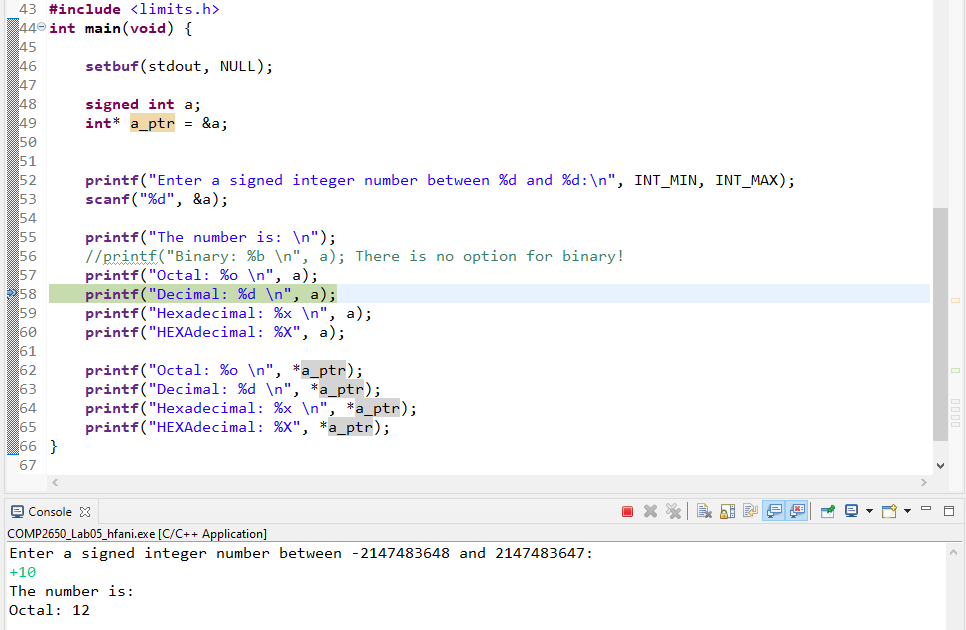 43 #include <limits.h>
44 int main(void) {
45
46     setbuf(stdout, NULL);
47
48     signed int a;
49     int* a_ptr = &a;
50
51
52     printf("Enter a signed integer number between %d and %d:\n", INT_MIN, INT_MAX);
53     scanf("%d", &a);
54
55     printf("The number is: \n");
56     //printf("Binary: %b \n", a); There is no option for binary!
57     printf("Octal: %o \n", a);
58     printf("Decimal: %d \n", a);
59     printf("Hexadecimal: %x \n", a);
60     printf("HEXAdecimal: %X", a);
61
62     printf("Octal: %o \n", *a_ptr);
63     printf("Decimal: %d \n", *a_ptr);
64     printf("Hexadecimal: %x \n", *a_ptr);
65     printf("HEXAdecimal: %X", *a_ptr);
66 }
67
Console
COMP2650_Lab05_hfani.exe [C/C++ Application]
Enter a signed integer number between -2147483648 and 2147483647:
+10
The number is:
Octal: 12